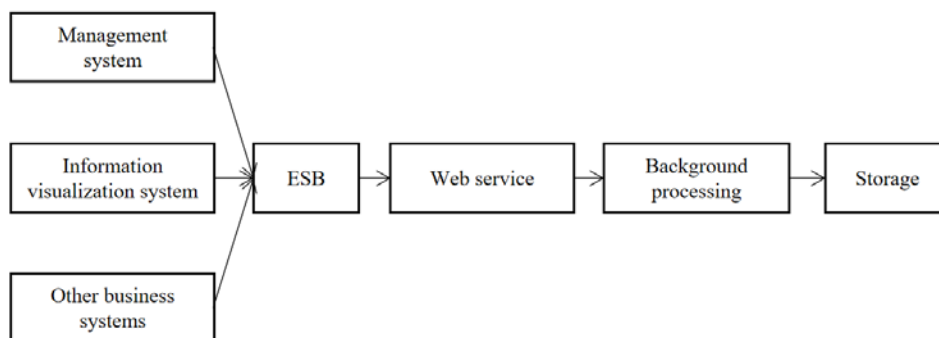 Management
system
Information
visualization system
ESB
Web service
Background
processing
Storage
Other business
systems